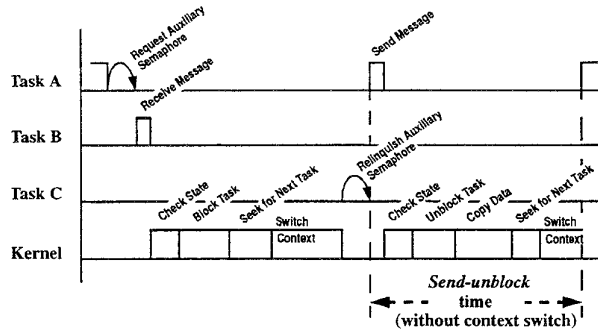 Request Auxiliary
Semaphore
Send Message
Task A
Receive Message
Task B
Relinquish Auxiliary
Semaphore
Task C
Check State
Block Task
Seek for Next Task
Check State
Unblock Task
Copy Data
Seek for Next Task
Kernel
Switch
Context
Switch
Context
Send-unblock
time
(without context switch)